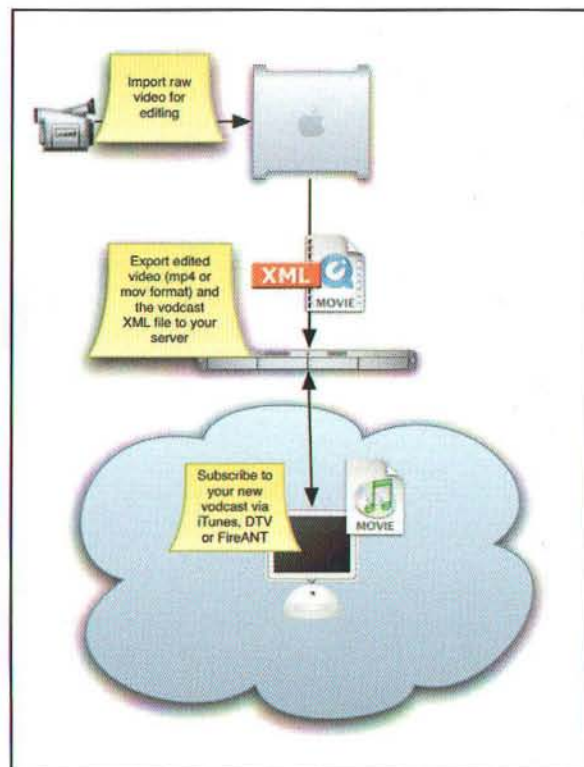 Import raw
video for
editing
Export edited
video (mp4 or
mov format) and
the vodcast
XML file to your
server
XML
MOVIE
Subscribe to
your new
vodcast via
iTunes, DTV
or FireANT
MOVIE